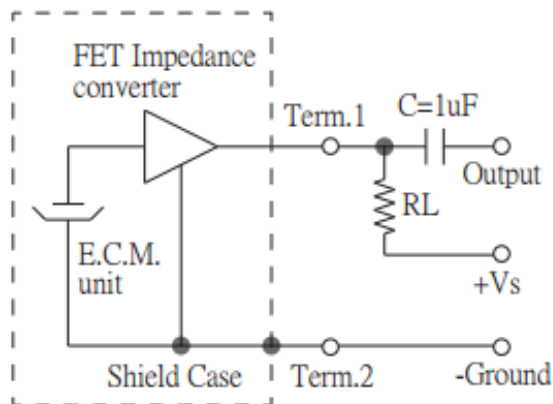 FET Impedance
converter
Term.1
C=1uF
Output
RL
+Vs
E.C.M.
unit
Shield Case
Term.2
-Ground